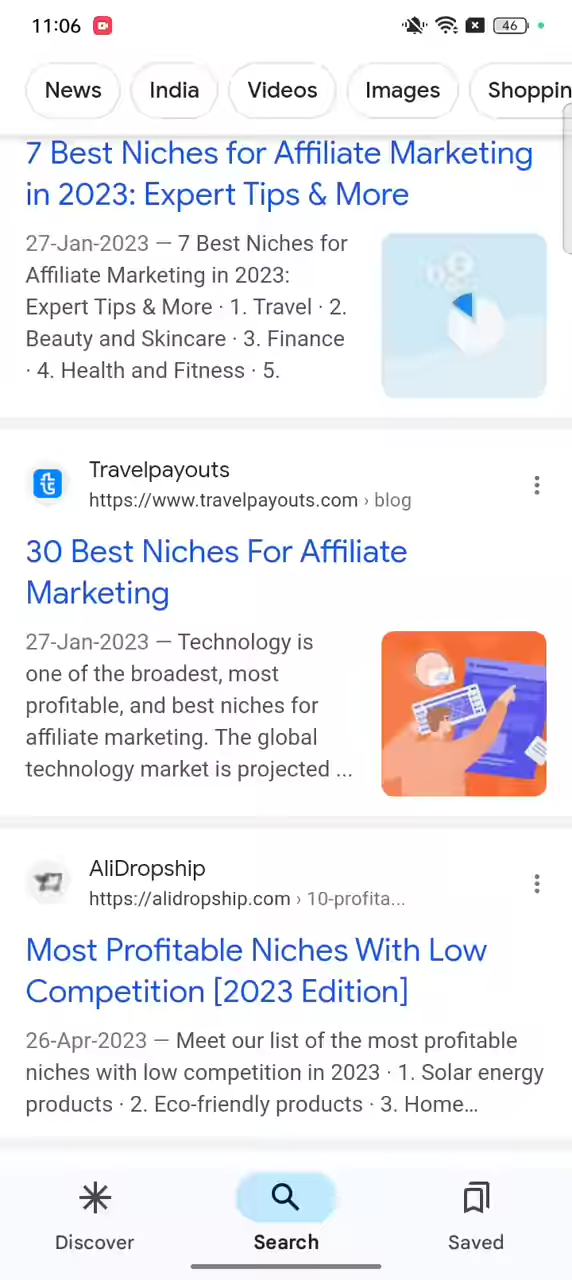 11:06
46
News India Videos Images Shoppin
7 Best Niches for Affiliate Marketing
in 2023: Expert Tips & More
27-Jan-2023 — 7 Best Niches for
Affiliate Marketing in 2023:
Expert Tips & More · 1. Travel · 2.
Beauty and Skincare · 3. Finance
· 4. Health and Fitness · 5.
Travelpayouts
https://www.travelpayouts.com › blog
30 Best Niches For Affiliate
Marketing
27-Jan-2023 — Technology is
one of the broadest, most
profitable, and best niches for
affiliate marketing. The global
technology market is projected ...
AliDropship
https://alidropship.com › 10-profita...
Most Profitable Niches With Low
Competition [2023 Edition]
26-Apr-2023 — Meet our list of the most profitable
niches with low competition in 2023 · 1. Solar energy
products · 2. Eco-friendly products · 3. Home...
Discover Search Saved